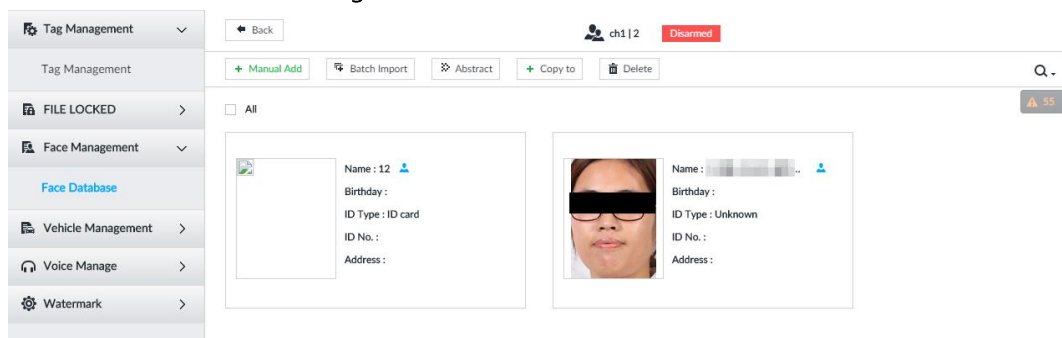 Tag Management
Tag Management
FILE LOCKED
Face Management
Face Database
Vehicle Management
Voice Manage
Watermark
Back
ch1 | 2 Disarmed
+ Manual Add Batch Import Abstract + Copy to Delete
All
55
Name : 12
Birthday :
ID Type : ID card
ID No. :
Address :
Name : ..
Birthday :
ID Type : Unknown
ID No. :
Address :